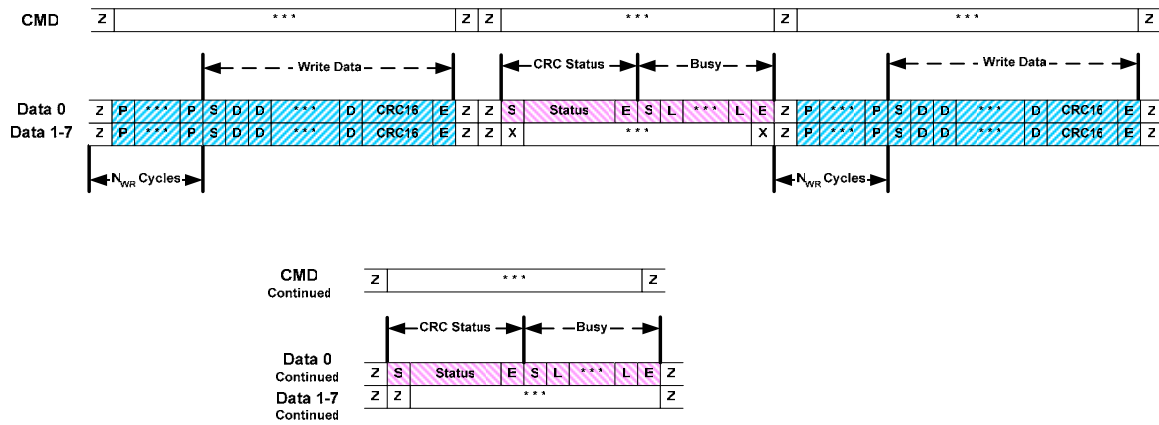 CMD Z * * * Z Z * * * Z * * * Z
Write Data CRC Status Busy Write Data
Data 0 Z P * * * P S D D * * * D CRC16 E Z Z S Status E S L * * * L E Z P * * * P S D D * * * D CRC16 E Z
Data 1-7 Z P * * * P S D D * * * D CRC16 E Z Z X * * * X Z P * * * P S D D * * * D CRC16 E Z
NWR Cycles NWR Cycles
CMD Z * * * Z
Continued
CRC Status Busy
Data 0
Continued Z S Status E S L * * * L E Z
Data 1-7 Z Z * * * Z
Continued